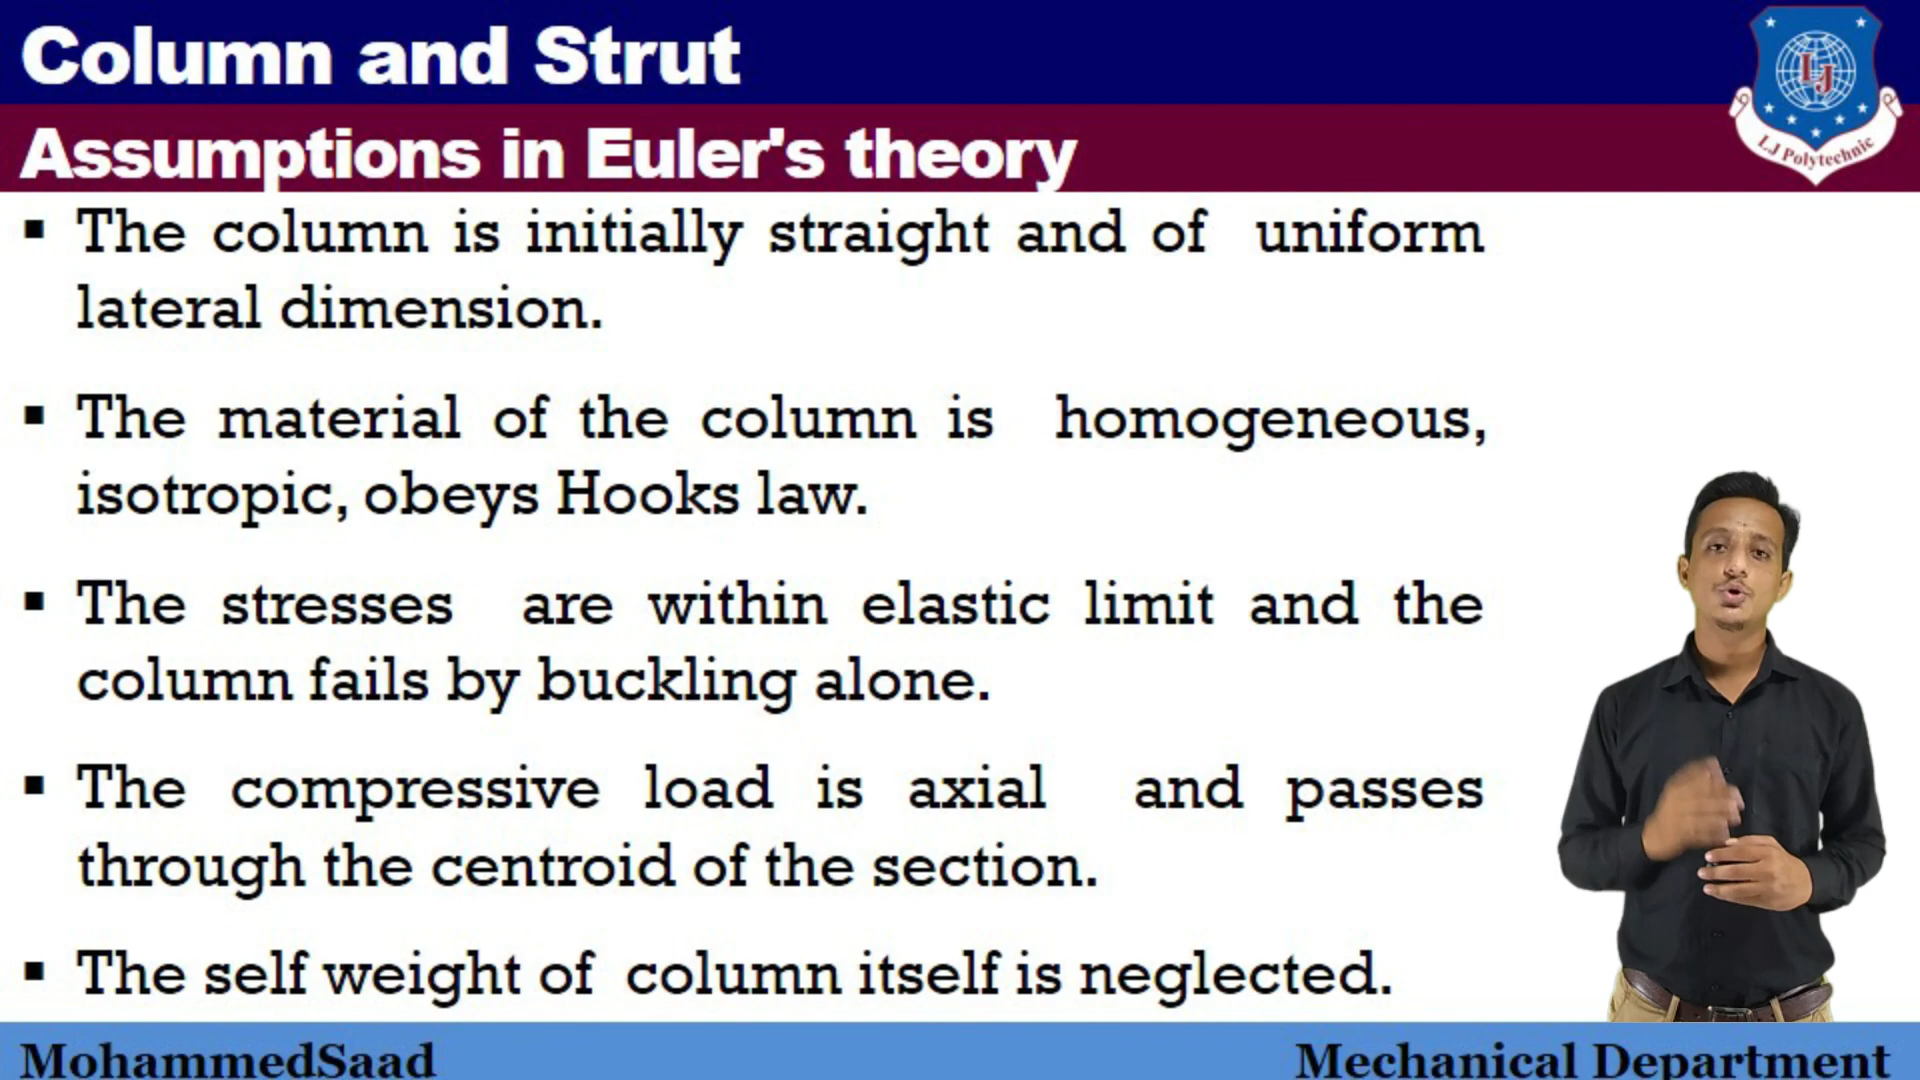 Column and Strut
LJ
LJ Polytechnic
Assumptions in Euler's theory
▪ The column is initially straight and of uniform
lateral dimension.
▪ The material of the column is homogeneous,
isotropic, obeys Hooks law.
▪ The stresses are within elastic limit and the
column fails by buckling alone.
▪ The compressive load is axial and passes
through the centroid of the section.
▪ The self weight of column itself is neglected.
MohammedSaad
Mechanical Department